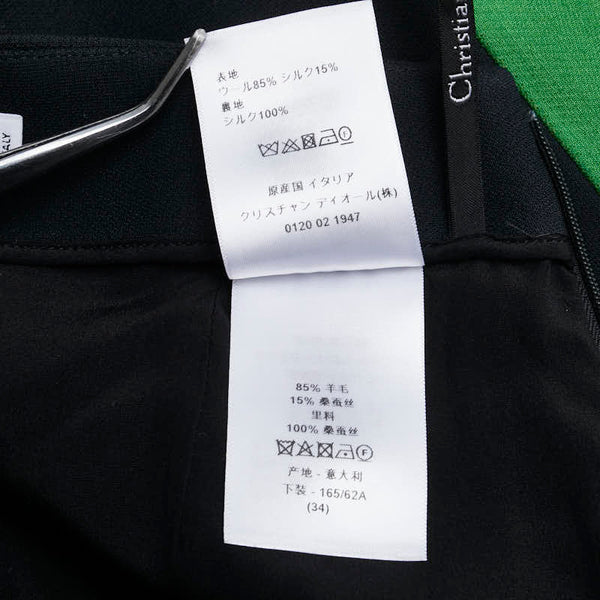 表地
ウール85% シルク15%
裏地
シルク100%
F
原産国 イタリア
クリスチャン ディオール(株)
0120 02 1947
Christian
ALY
85% 羊毛
15% 桑蚕丝
里料
100% 桑蚕丝
F
产地 - 意大利
下装 - 165/62A
(34)